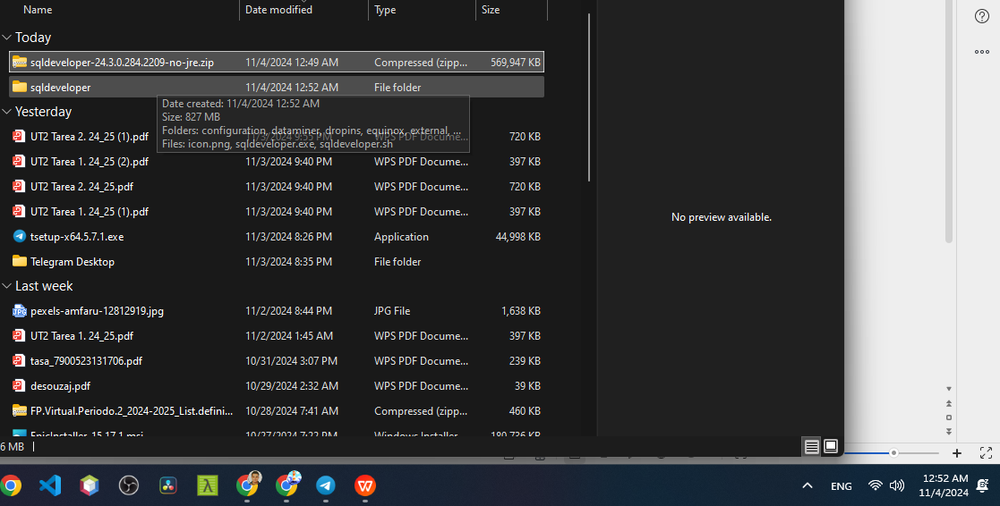 Name Date modified Type Size
Today
sqldeveloper-24.3.0.284.2209-no-jre.zip 11/4/2024 12:49 AM Compressed (zipp... 569,947 KB
sqldeveloper 11/4/2024 12:52 AM File folder
Date created: 11/4/2024 12:52 AM
Size: 827 MB
Folders: configuration, dataminer, dropins, equinox, external, ...
Files: icon.png, sqldeveloper.exe, sqldeveloper.sh
Yesterday
UT2 Tarea 2. 24_25 (1).pdf 11/3/2024 9:55 PM WPS PDF Docume... 720 KB
UT2 Tarea 1. 24_25 (2).pdf 11/3/2024 9:40 PM WPS PDF Docume... 397 KB
UT2 Tarea 2. 24_25.pdf 11/3/2024 9:40 PM WPS PDF Docume... 720 KB
UT2 Tarea 1. 24_25 (1).pdf 11/3/2024 9:40 PM WPS PDF Docume... 397 KB
tsetup-x64.5.7.1.exe 11/3/2024 8:26 PM Application 44,998 KB
Telegram Desktop 11/3/2024 8:35 PM File folder
Last week
pexels-amfaru-12812919.jpg 11/2/2024 8:44 PM JPG File 1,638 KB
UT2 Tarea 1. 24_25.pdf 11/2/2024 1:45 AM WPS PDF Docume... 397 KB
tasa_7900523131706.pdf 10/31/2024 3:07 PM WPS PDF Docume... 239 KB
desouzaj.pdf 10/29/2024 2:32 AM WPS PDF Docume... 39 KB
FP.Virtual.Periodo.2_2024-2025_List.defini... 10/28/2024 7:41 AM Compressed (zipp... 460 KB
EpicInstaller-15.17.1.msi 10/27/2024 7:22 PM Windows Installer 180,736 KB
No preview available.
6 MB
ENG
12:52 AM
11/4/2024